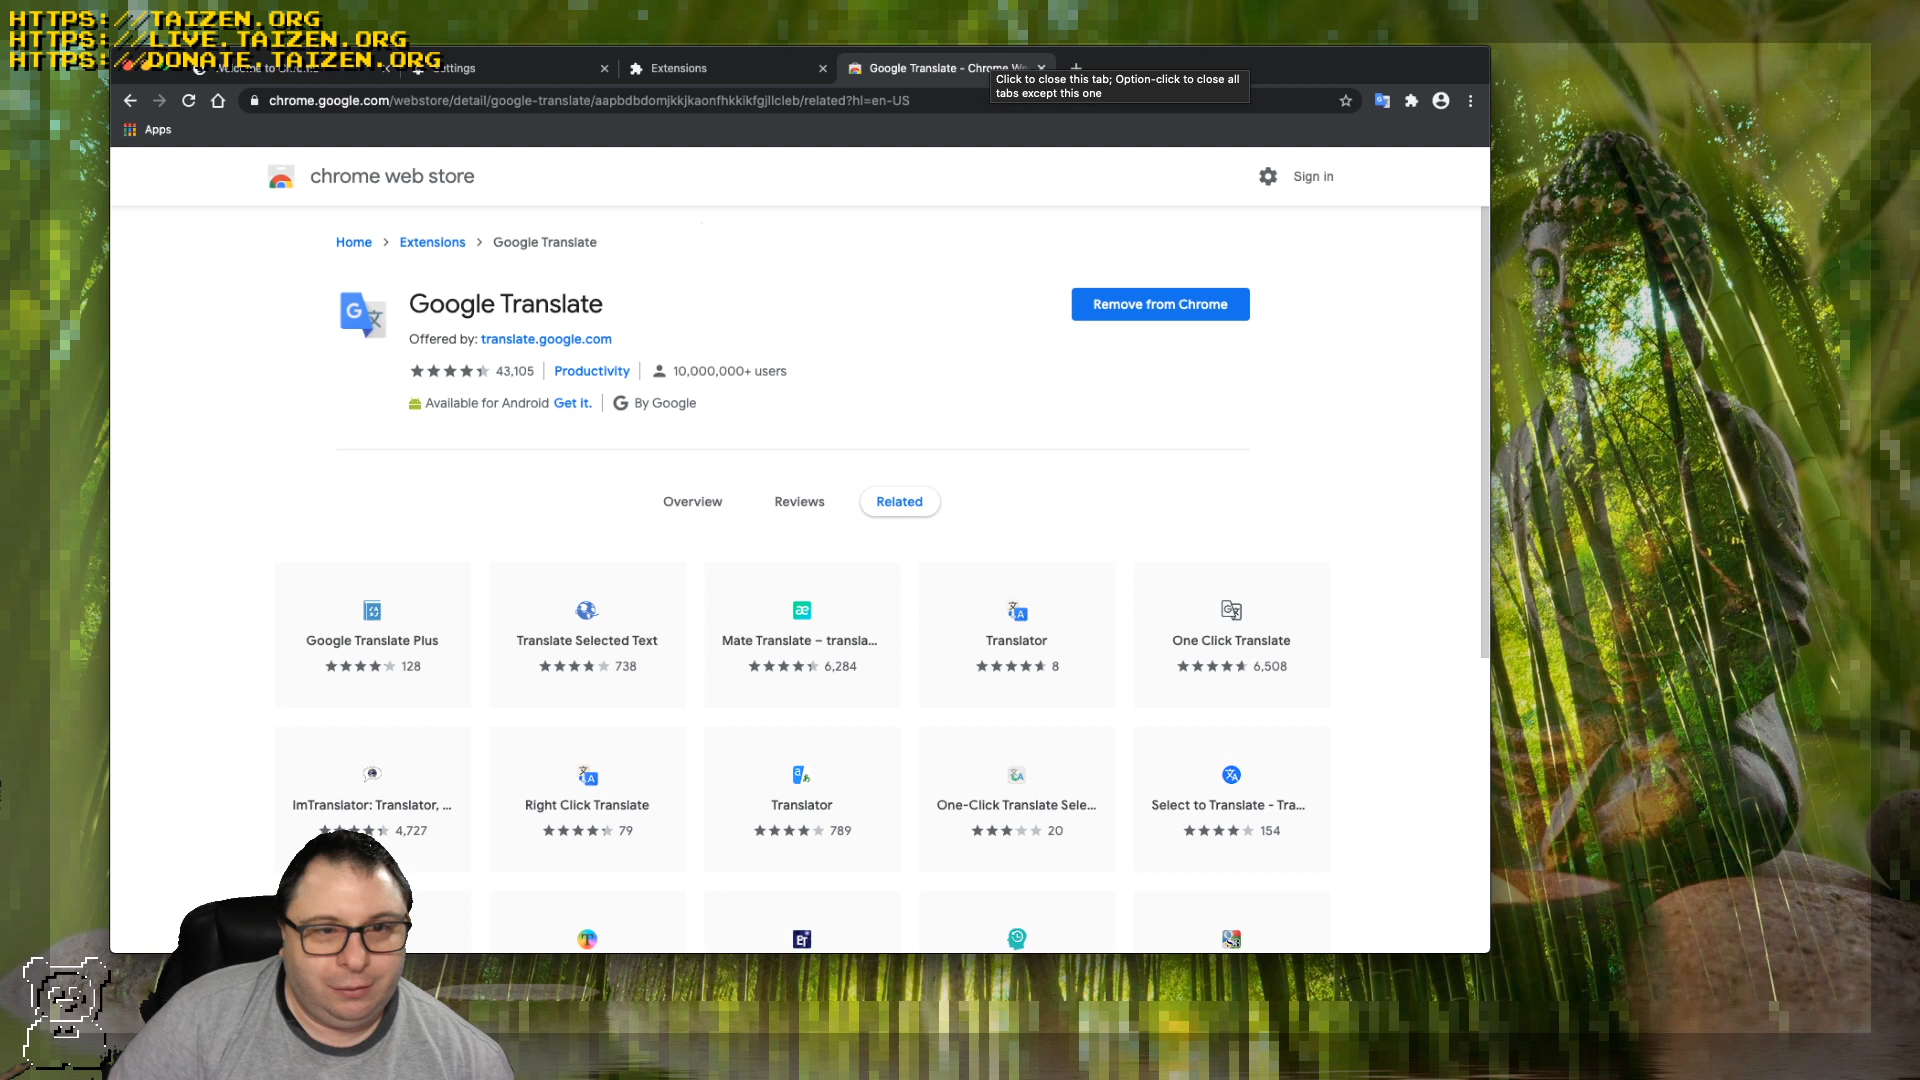 HTTPS://TAIZEN.ORG
HTTPS://LIVE.TAIZEN.ORG
HTTPS://DONATE.TAIZEN.ORG
Extensions
Google Translate - Chrome We
Click to close this tab; Option-click to close all
tabs except this one
chrome.google.com/webstore/detail/google-translate/aapbdbdomjkkjkaonfhkkikfgjllcleb/related?hl=en-US
Apps
chrome web store
Sign in
Home > Extensions > Google Translate
Google Translate
Remove from Chrome
Offered by: translate.google.com
43,105 Productivity 10,000,000+ users
Available for Android Get it. By Google
Overview Reviews Related
Google Translate Plus
128
Translate Selected Text
738
Mate Translate – transla...
6,284
Translator
8
One Click Translate
6,508
ImTranslator: Translator, ...
4,727
Right Click Translate
79
Translator
789
One-Click Translate Sele...
20
Select to Translate - Tra...
154